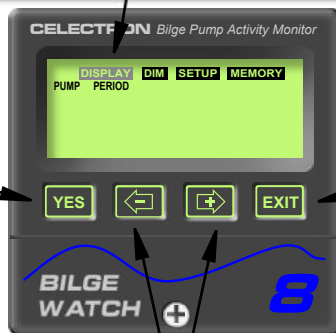 CELECTRON Bilge Pump Activity Monitor
DISPLAY DIM SETUP MEMORY
PUMP PERIOD
YES EXIT
BILGE
WATCH 8